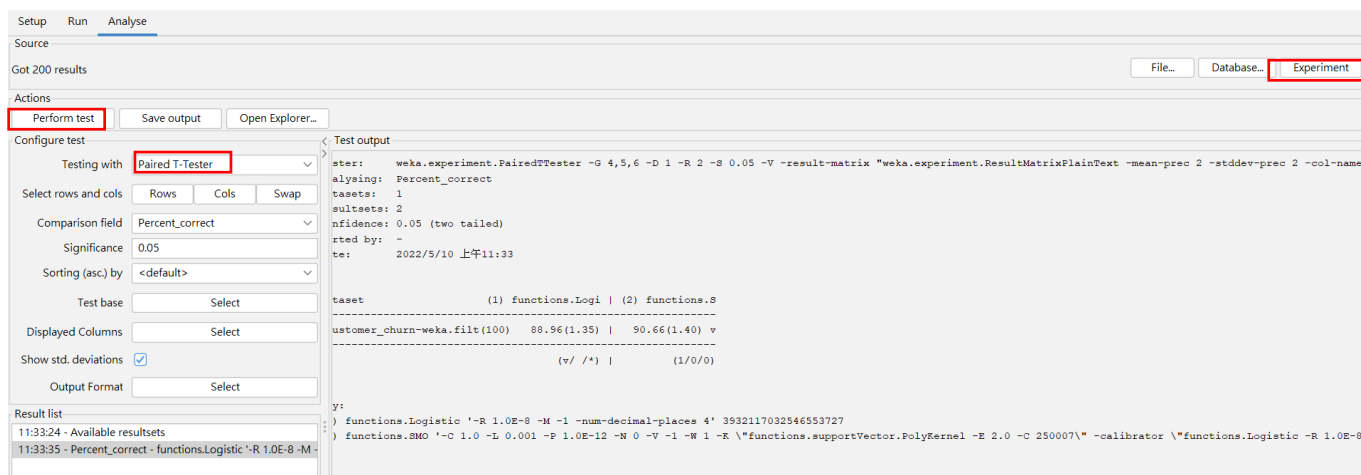 Setup Run Analyse
Source
Got 200 results
File... Database... Experiment
Actions
Perform test Save output Open Explorer...
Configure test
Testing with Paired T-Tester
Select rows and cols Rows Cols Swap
Comparison field Percent_correct
Significance 0.05
Sorting (asc.) by <default>
Test base Select
Displayed Columns Select
Show std. deviations
Output Format Select
Result list
11:33:24 - Available resultsets
11:33:35 - Percent_correct - functions.Logistic '-R 1.0E-8 -M -
Test output
ster: weka.experiment.PairedTTester -G 4,5,6 -D 1 -R 2 -S 0.05 -V -result-matrix "weka.experiment.ResultMatrixPlainText -mean-prec 2 -stddev-prec 2 -col-name
alysing: Percent_correct
tasets: 1
sultsets: 2
nfidence: 0.05 (two tailed)
rted by: -
te: 2022/5/10 上午11:33
taset (1) functions.Logi | (2) functions.S
---------------------------------------------------------------
ustomer_churn-weka.filt(100) 88.96(1.35) | 90.66(1.40) v
---------------------------------------------------------------
(v/ /*) | (1/0/0)
y:
) functions.Logistic '-R 1.0E-8 -M -1 -num-decimal-places 4' 3932117032546553727
) functions.SMO '-C 1.0 -L 0.001 -P 1.0E-12 -N 0 -V -1 -W 1 -K \"functions.supportVector.PolyKernel -E 2.0 -C 250007\" -calibrator \"functions.Logistic -R 1.0E-8